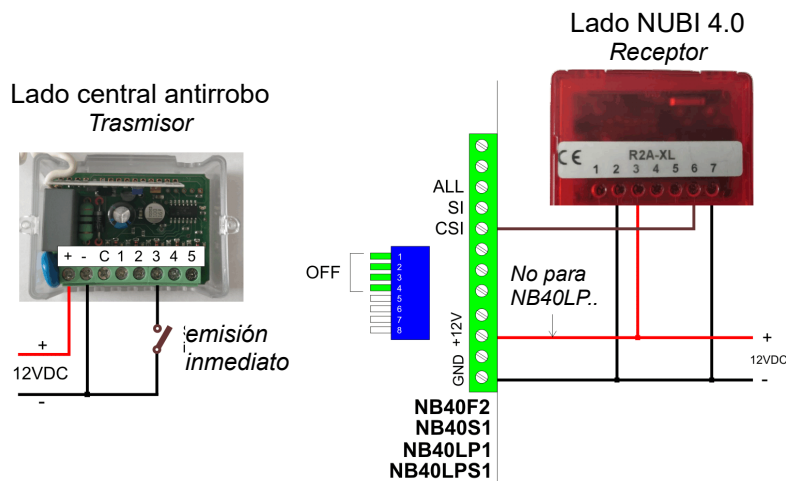 Lado NUBI 4.0
Receptor
Lado central antirrobo
Trasmisor
CE
R2A-XL
1 2 3 4 5 6 7
ALL
SI
CSI
+ - C 1 2 3 4 5
OFF
1
2
3
4
5
6
7
8
No para
NB40LP..
emisión
inmediato
+
12VDC
-
+12V
GND
+
12VDC
-
NB40F2
NB40S1
NB40LP1
NB40LPS1